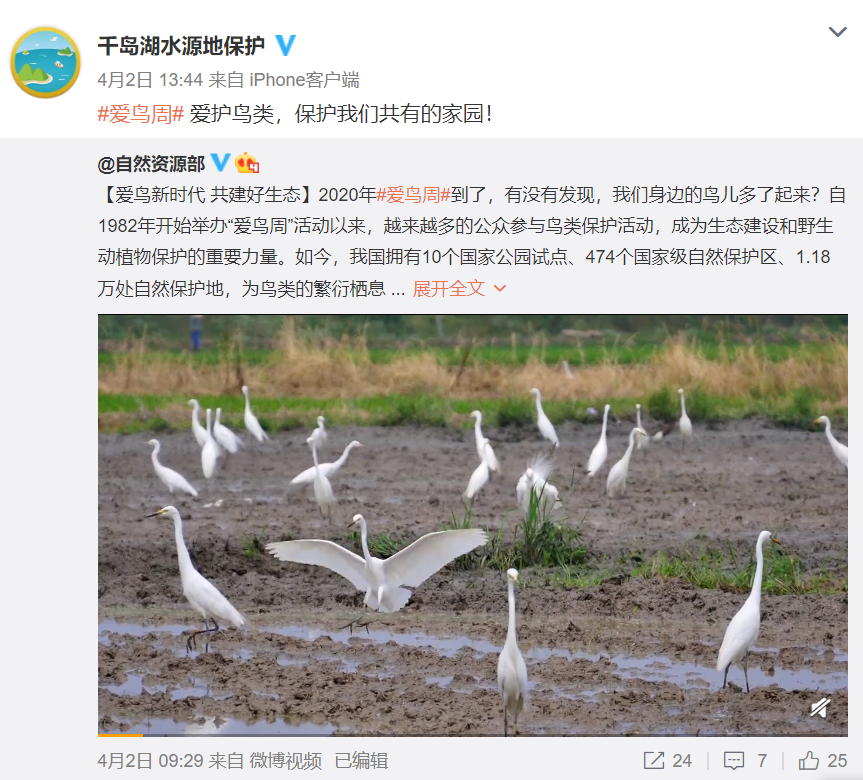 千岛湖水源地保护
4月2日 13:44 来自 iPhone客户端
#爱鸟周# 爱护鸟类，保护我们共有的家园！
@自然资源部
【爱鸟新时代 共建好生态】2020年#爱鸟周#到了，有没有发现，我们身边的鸟儿多了起来？自
1982年开始举办“爱鸟周”活动以来，越来越多的公众参与鸟类保护活动，成为生态建设和野生
动植物保护的重要力量。如今，我国拥有10个国家公园试点、474个国家级自然保护区、1.18
万处自然保护地，为鸟类的繁衍栖息 ... 展开全文
4月2日 09:29 来自 微博视频 已编辑 24 7 25